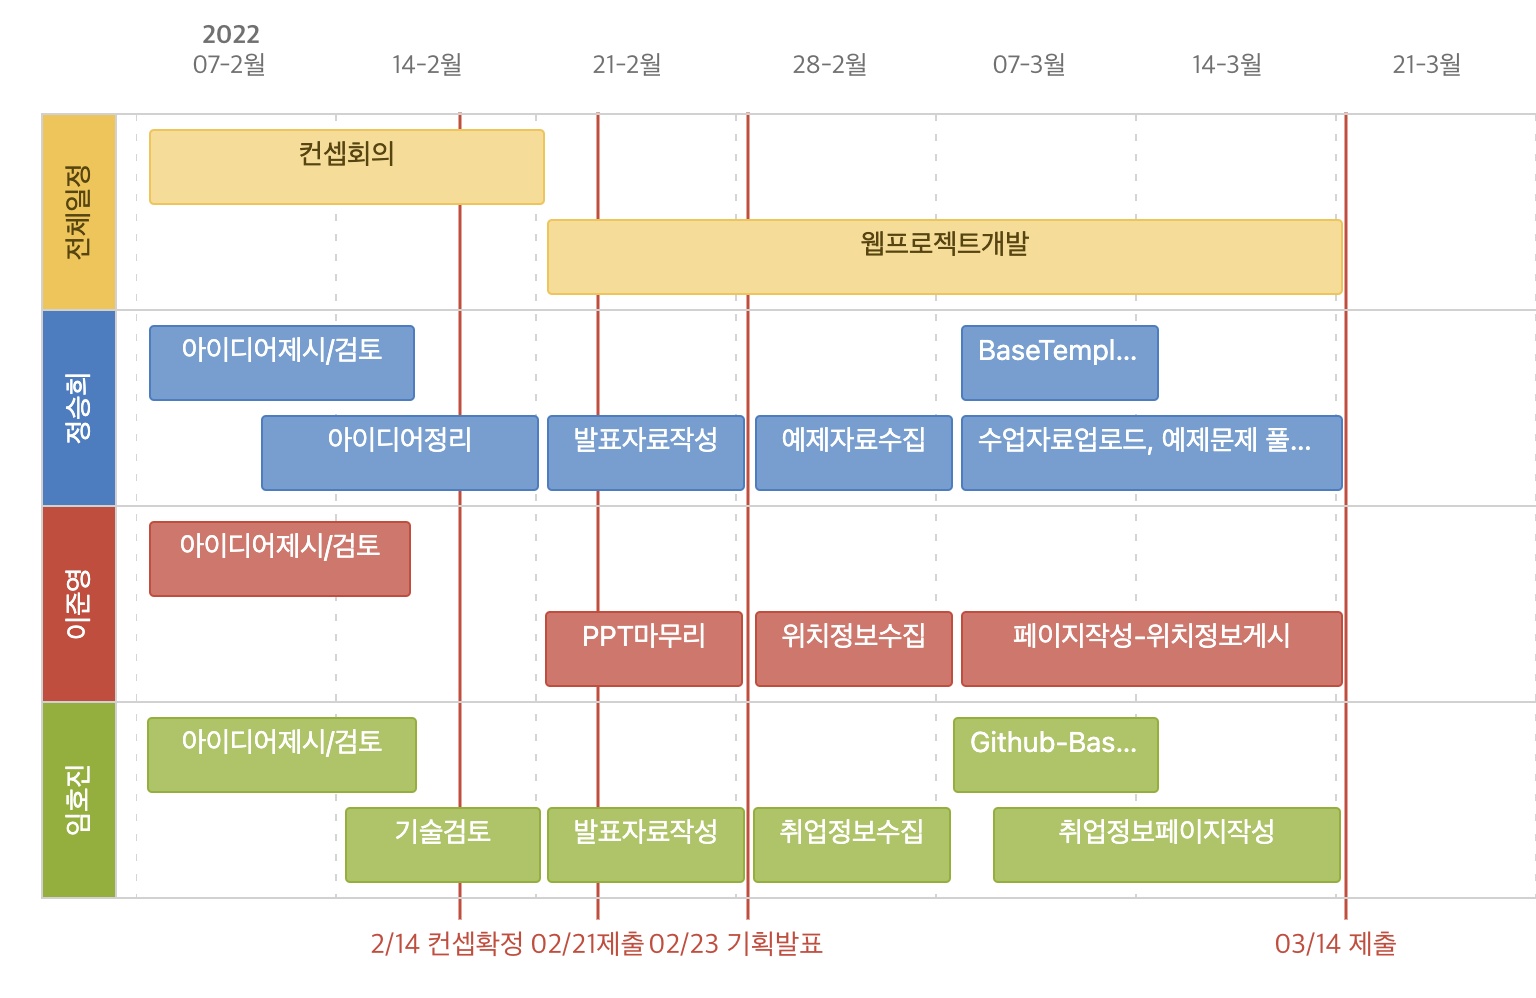 2022
07-2월
14-2월
21-2월
28-2월
07-3월
14-3월
21-3월
전체일정
컨셉회의
웹프로젝트개발
정승희
아이디어제시/검토
BaseTempl...
아이디어정리
발표자료작성
예제자료수집
수업자료업로드, 예제문제 풀...
이준영
아이디어제시/검토
PPT마무리
위치정보수집
페이지작성-위치정보게시
임호진
아이디어제시/검토
Github-Bas...
기술검토
발표자료작성
취업정보수집
취업정보페이지작성
2/14 컨셉확정
02/21제출
02/23 기획발표
03/14 제출